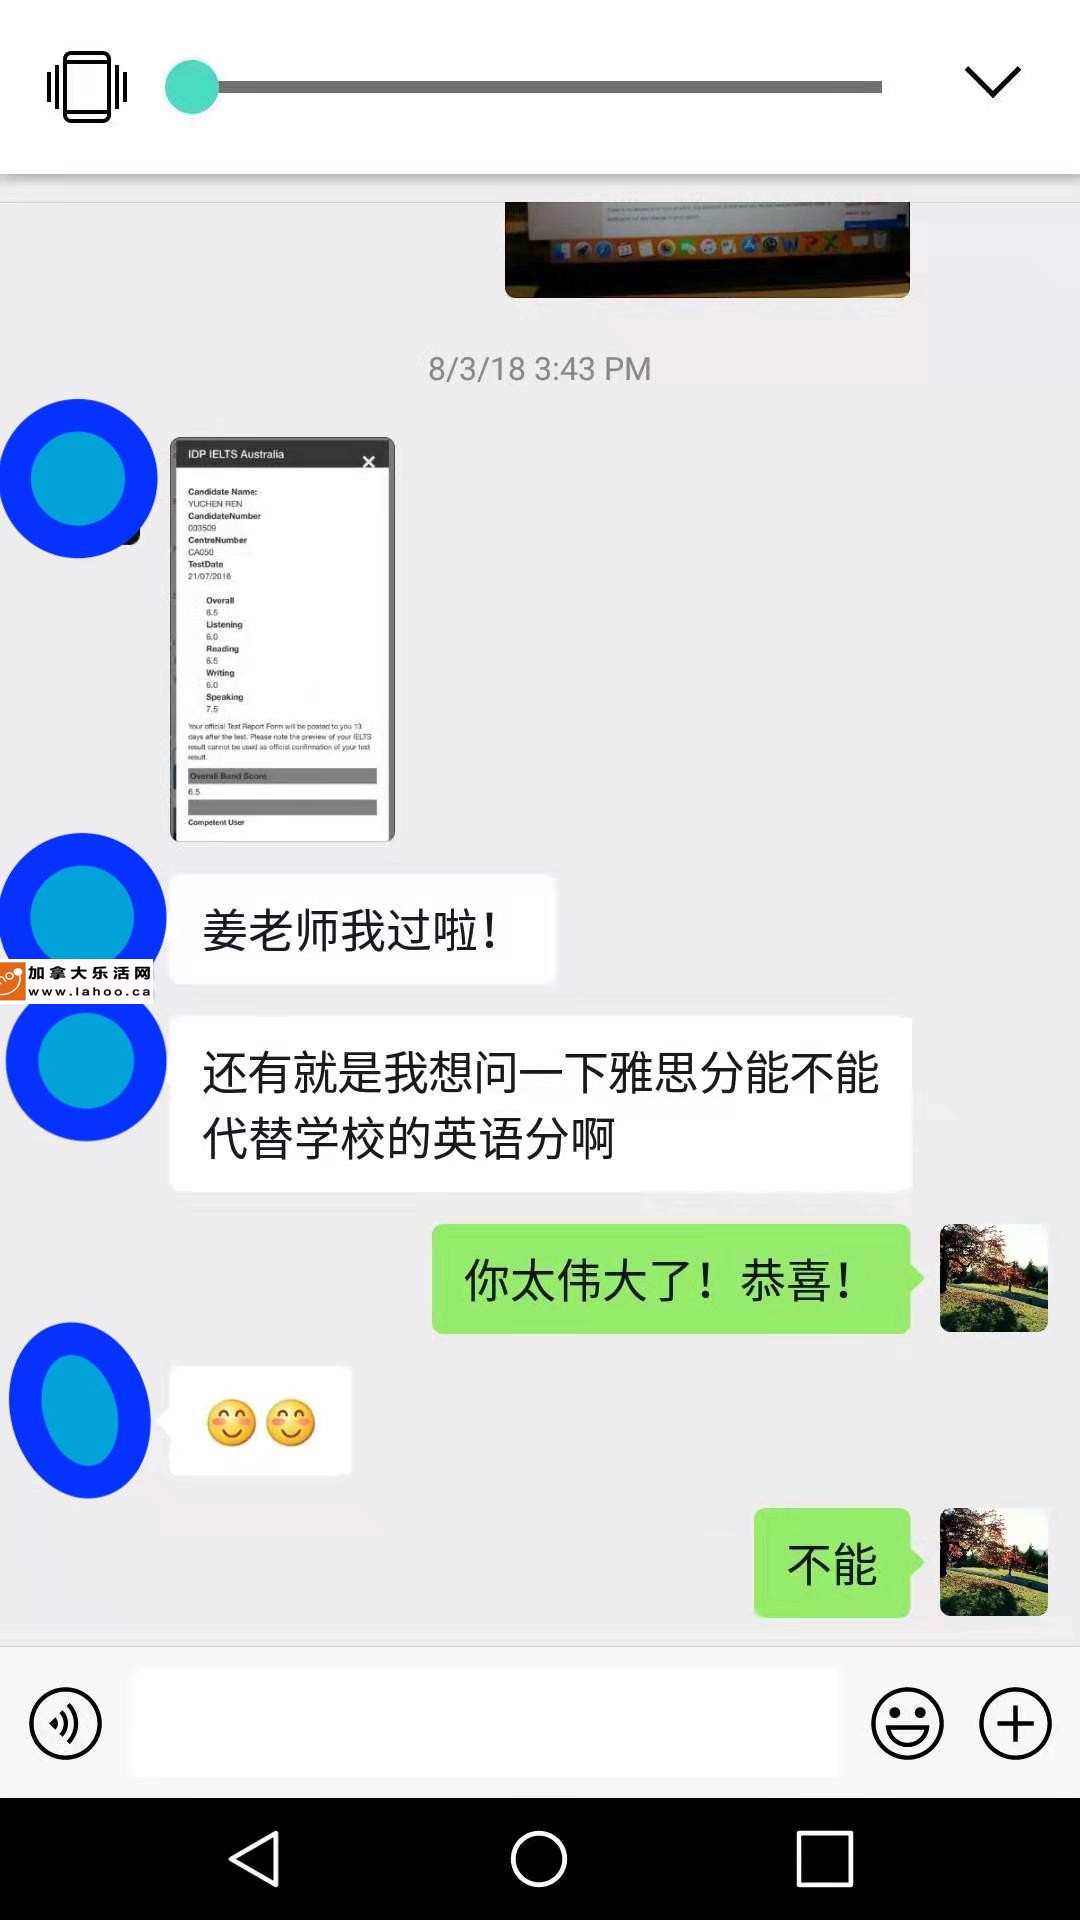 8/3/18 3:43 PM
IDP IELTS Australia
Candidate Name:
YUCHEN REN
CandidateNumber
003509
CentreNumber
CA050
TestDate
21/07/2018
Overall
6.5
Listening
6.0
Reading
6.5
Writing
6.0
Speaking
7.5
Your official Test Report Form will be posted to you 13
days after the test. Please note the preview of your IELTS
result cannot be used as official confirmation of your test
result.
Overall Band Score
6.5
Competent User
姜老师我过啦！
加拿大乐活网
www.lahoo.ca
还有就是我想问一下雅思分能不能
代替学校的英语分啊
你太伟大了！恭喜！
不能